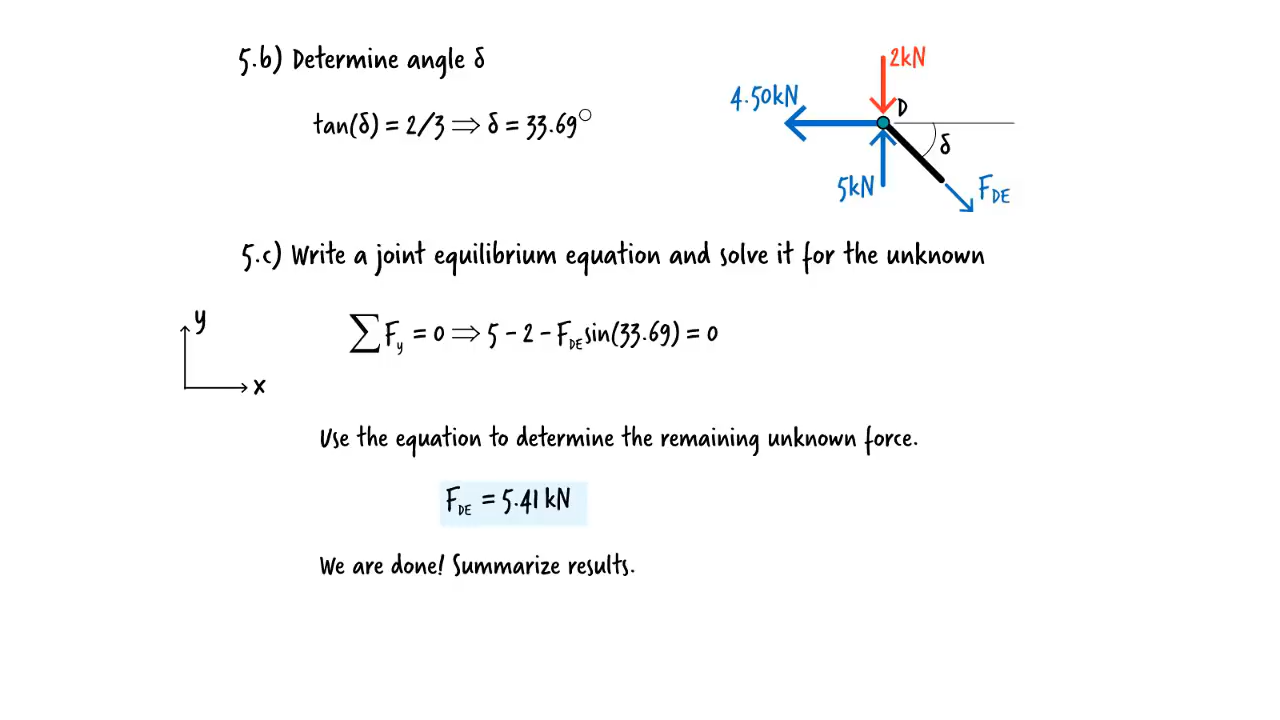 5.b) Determine angle δ
tan(δ) = 2/3 ⟹ δ = 33.69°
2kN
4.50kN
D
δ
5kN
F_DE
5.c) Write a joint equilibrium equation and solve it for the unknown
y
x
∑ F_y = 0 ⟹ 5 - 2 - F_DE sin(33.69) = 0
Use the equation to determine the remaining unknown force.
F_DE = 5.41 kN
We are done! Summarize results.